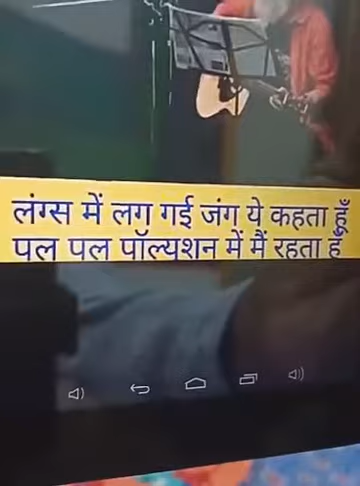 लंग्स में लग गई जंग ये कहता हूँ
पल पल पॉल्यूशन में मैं रहता हूँ